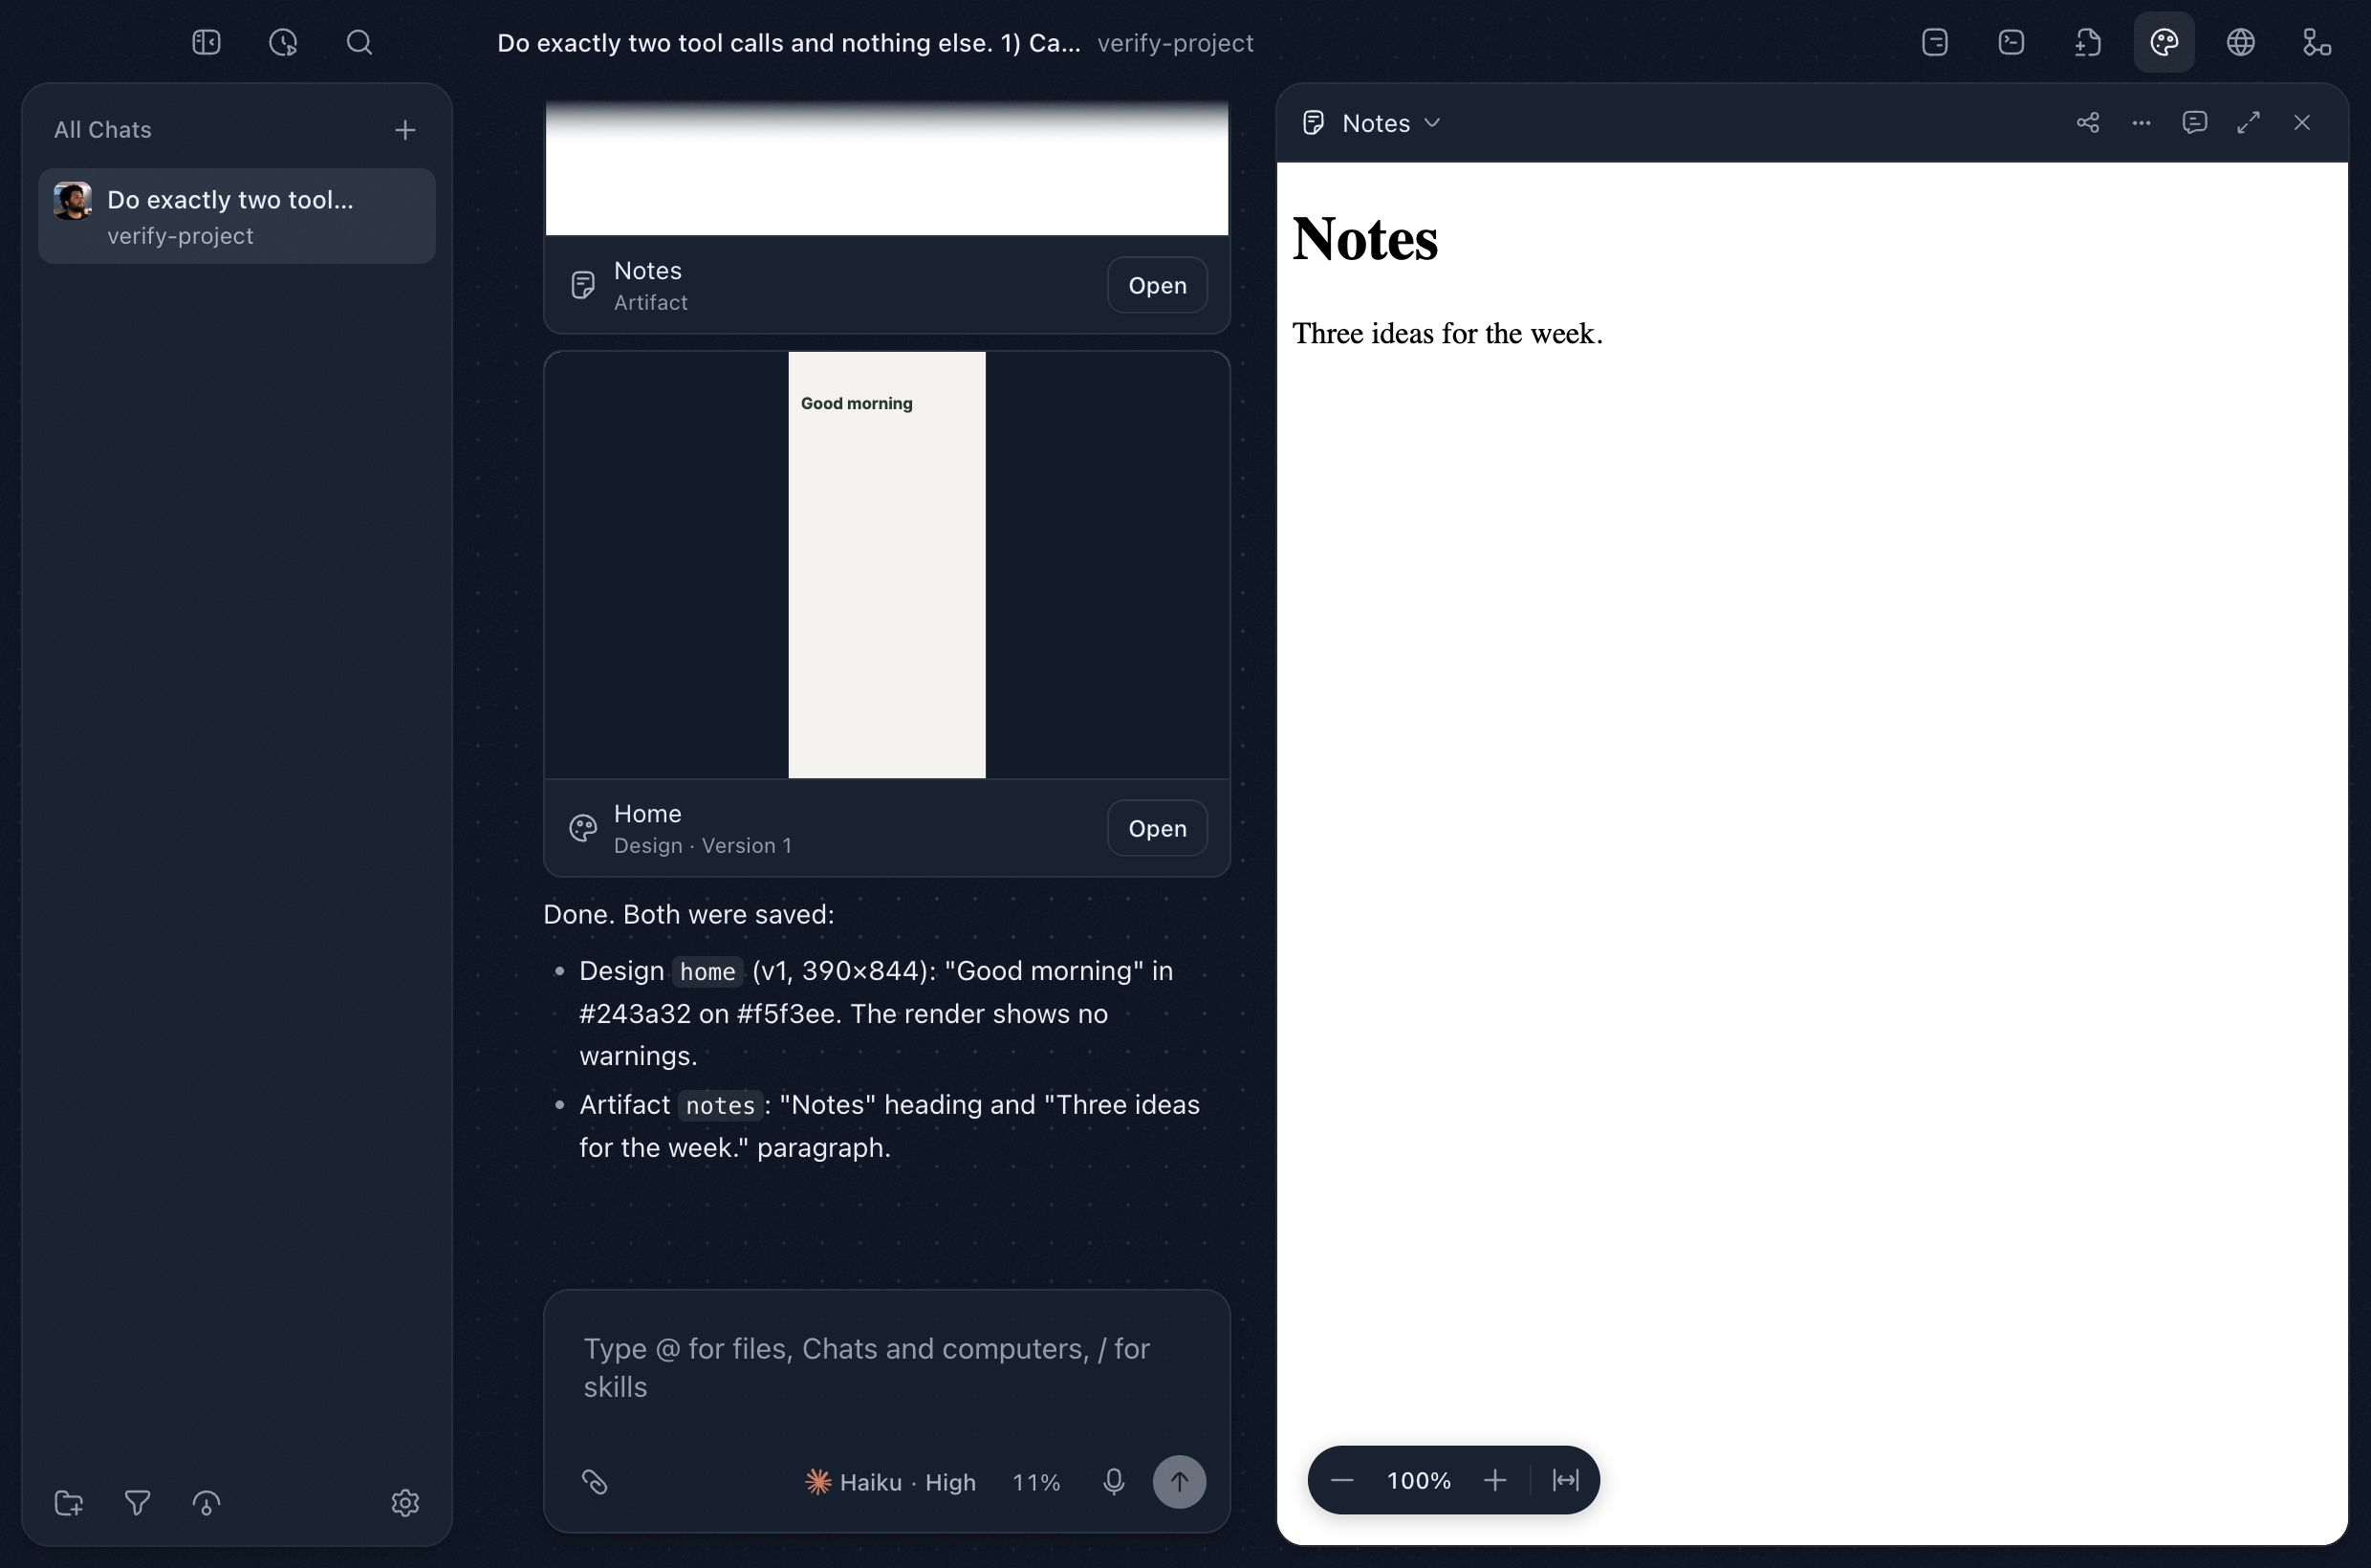 Do exactly two tool calls and nothing else. 1) Ca... verify-project
All Chats
Do exactly two tool...
verify-project
Notes
Artifact
Open
Good morning
Home
Design · Version 1
Open
Done. Both were saved:
Design home (v1, 390×844): "Good morning" in
#243a32 on #f5f3ee. The render shows no
warnings.
Artifact notes: "Notes" heading and "Three ideas
for the week." paragraph.
Type @ for files, Chats and computers, / for
skills
Haiku · High 11%
Notes
Notes
Three ideas for the week.
100%